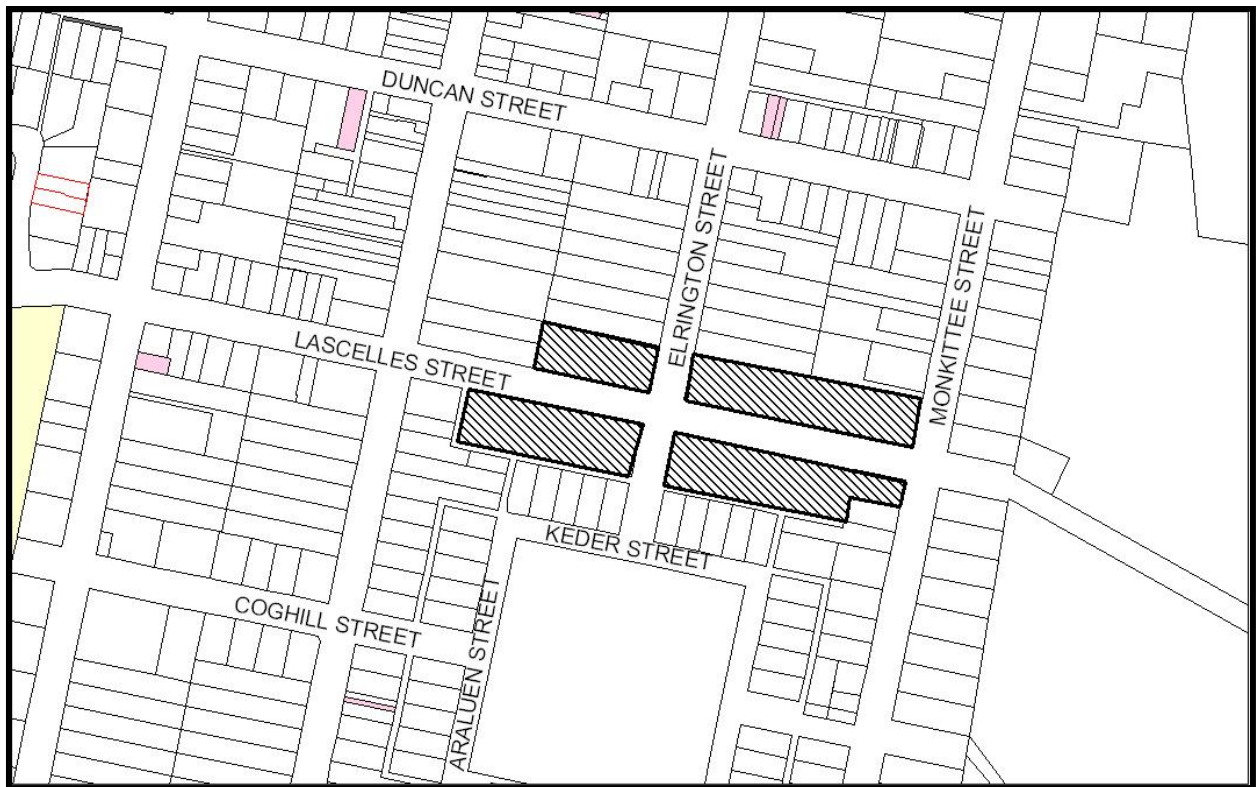 DUNCAN STREET
ELRINGTON STREET
MONKITTEE STREET
LASCELLES STREET
KEDER STREET
COGHILL STREET
ARALUEN STREET